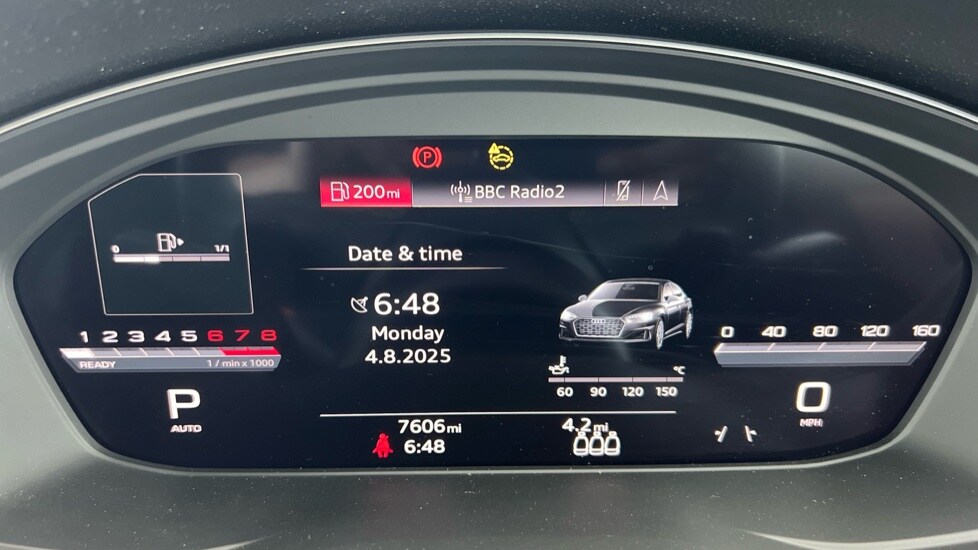 200mi BBC Radio2
0 1/1
Date & time
6:48
Monday
4.8.2025
1 2 3 4 5 6 7 8
READY 1 / min x 1000
0 40 80 120 160
°C
60 90 120 150
P
AUTO
0
MPH
7606mi 4.2mi
6:48